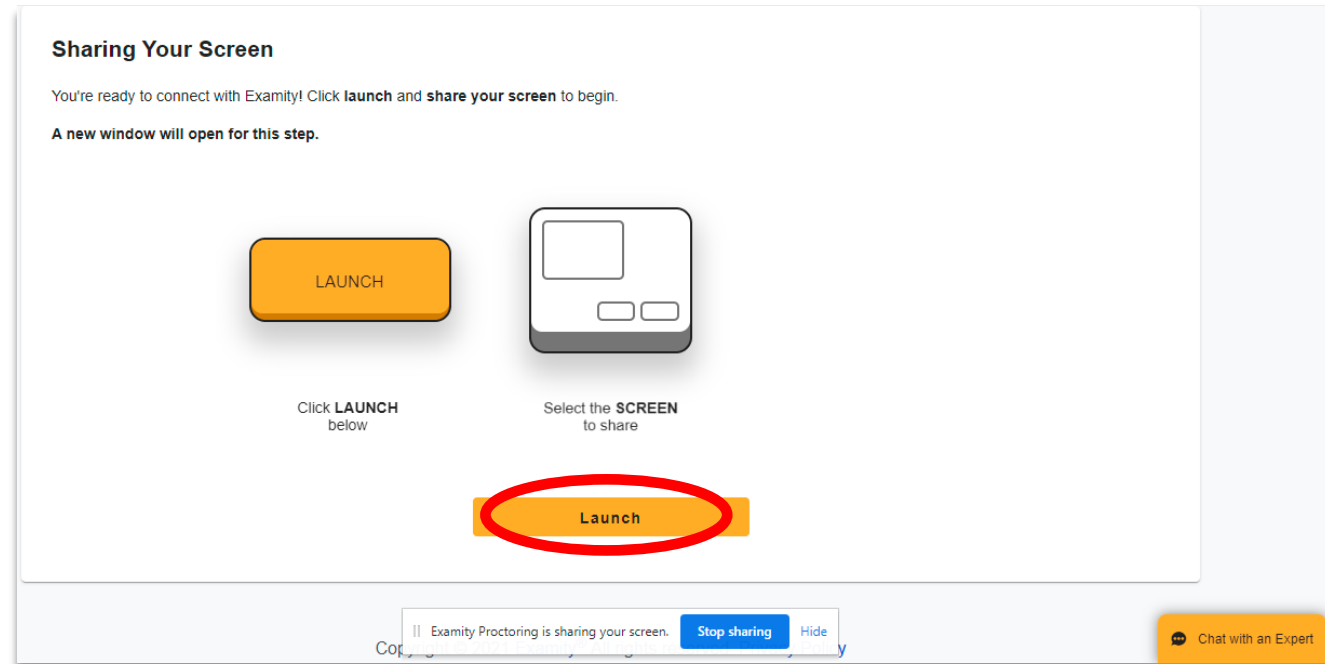 Sharing Your Screen
You're ready to connect with Examity! Click launch and share your screen to begin.
A new window will open for this step.
LAUNCH
Click LAUNCH
below
Select the SCREEN
to share
Launch
Examity Proctoring is sharing your screen. Stop sharing Hide
Chat with an Expert